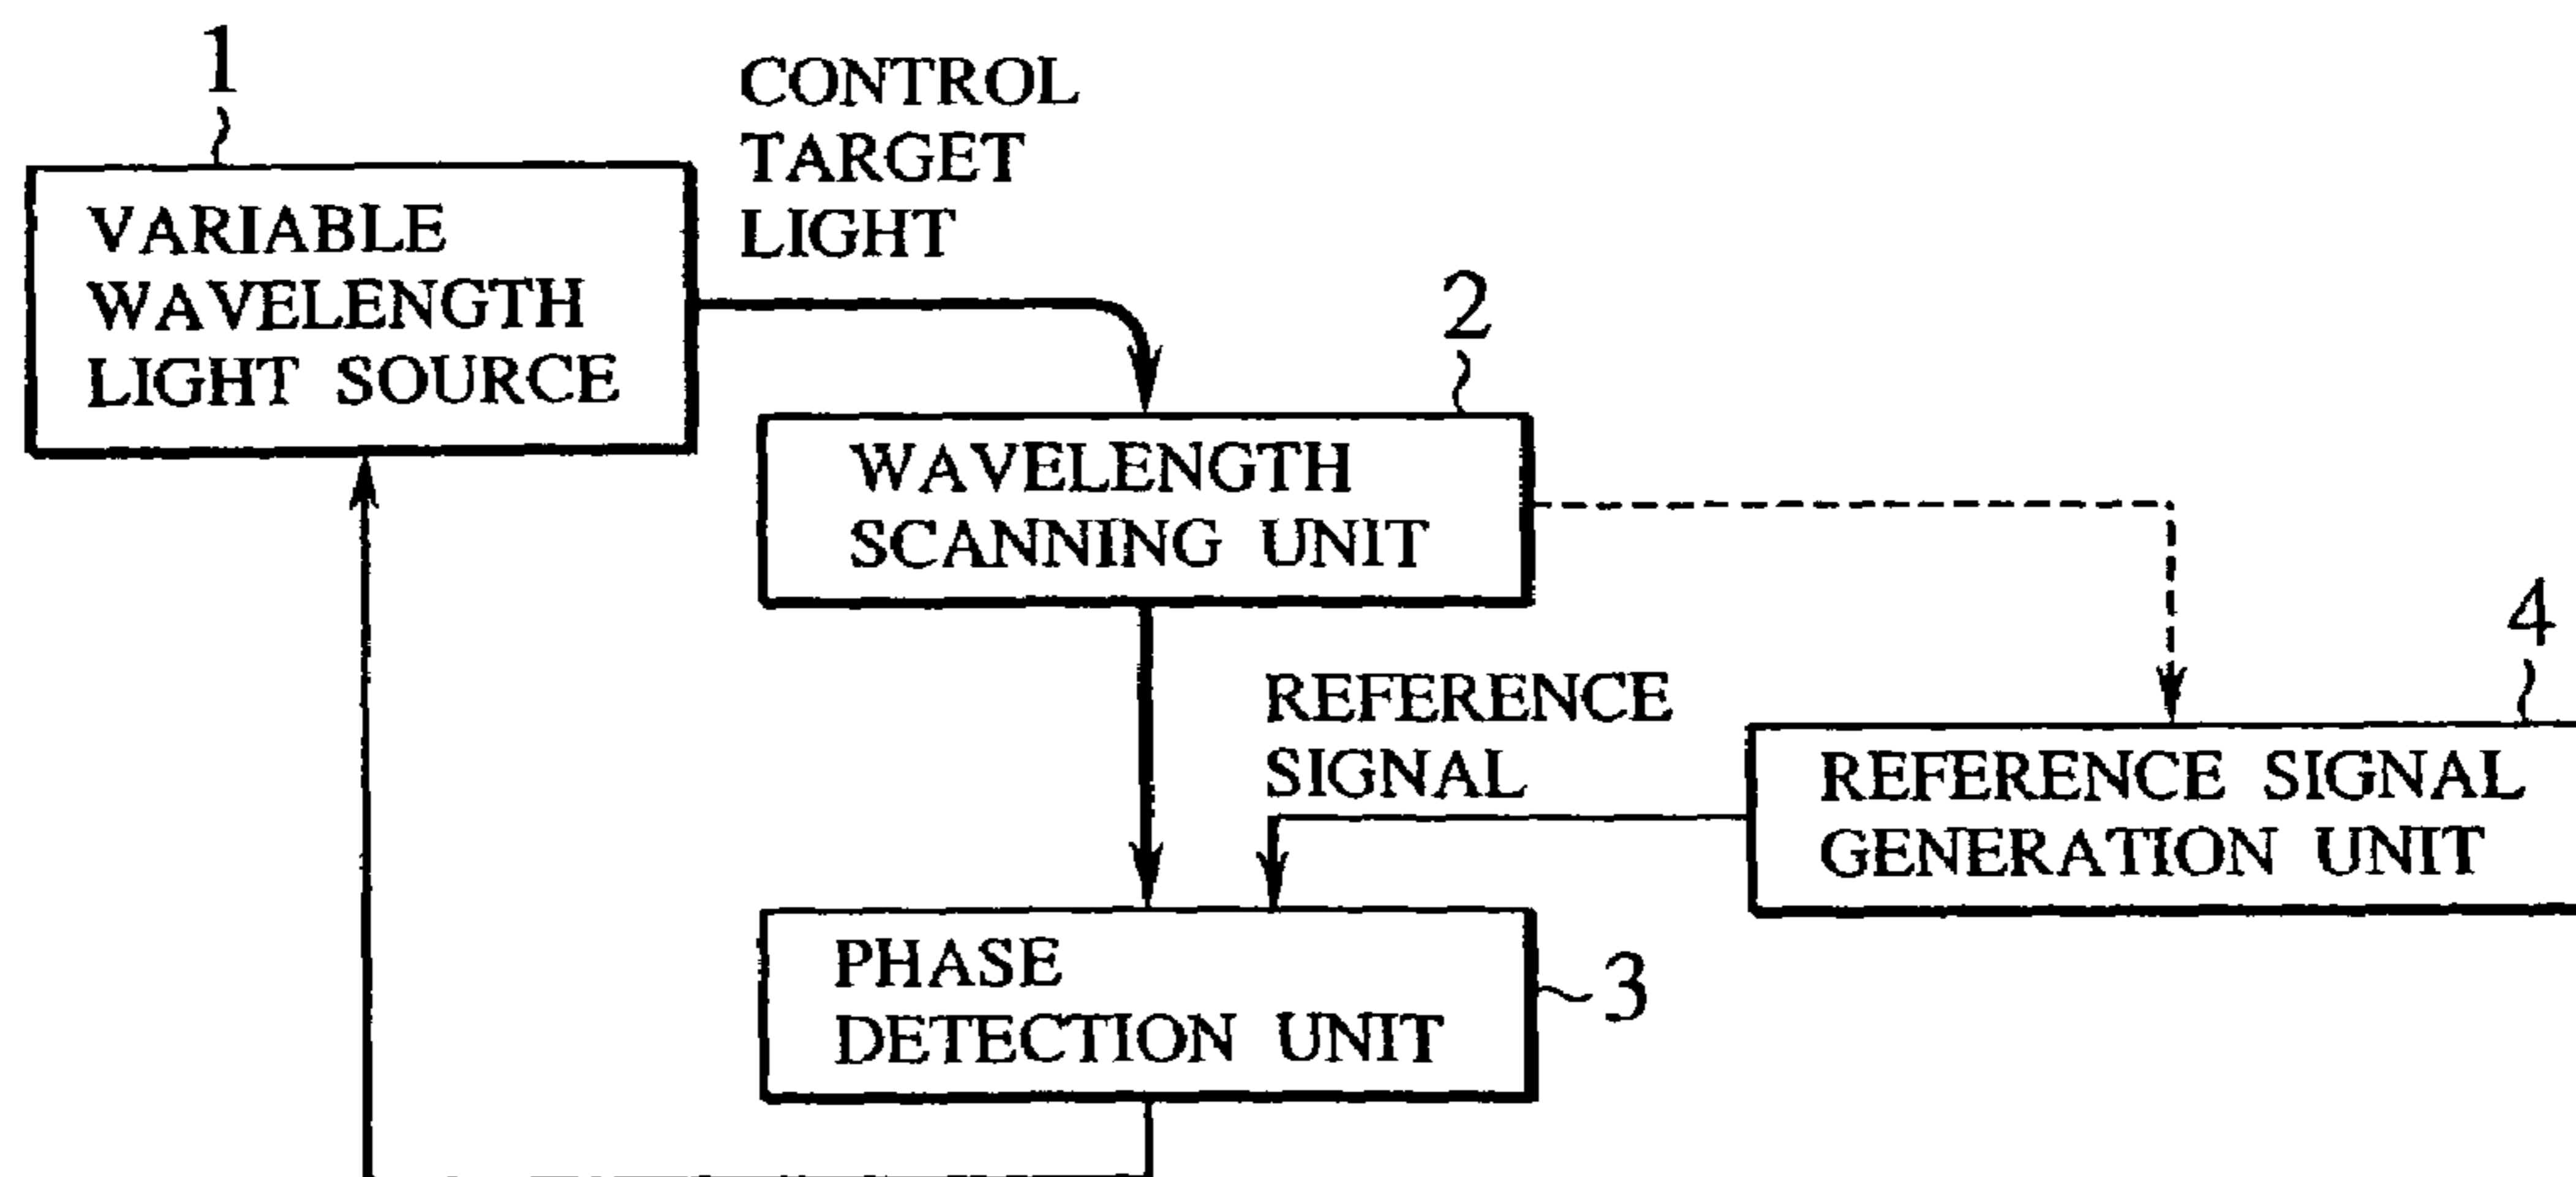 1
VARIABLE
WAVELENGTH
LIGHT SOURCE
CONTROL
TARGET
LIGHT
2
WAVELENGTH
SCANNING UNIT
REFERENCE
SIGNAL
4
REFERENCE SIGNAL
GENERATION UNIT
PHASE
DETECTION UNIT
3